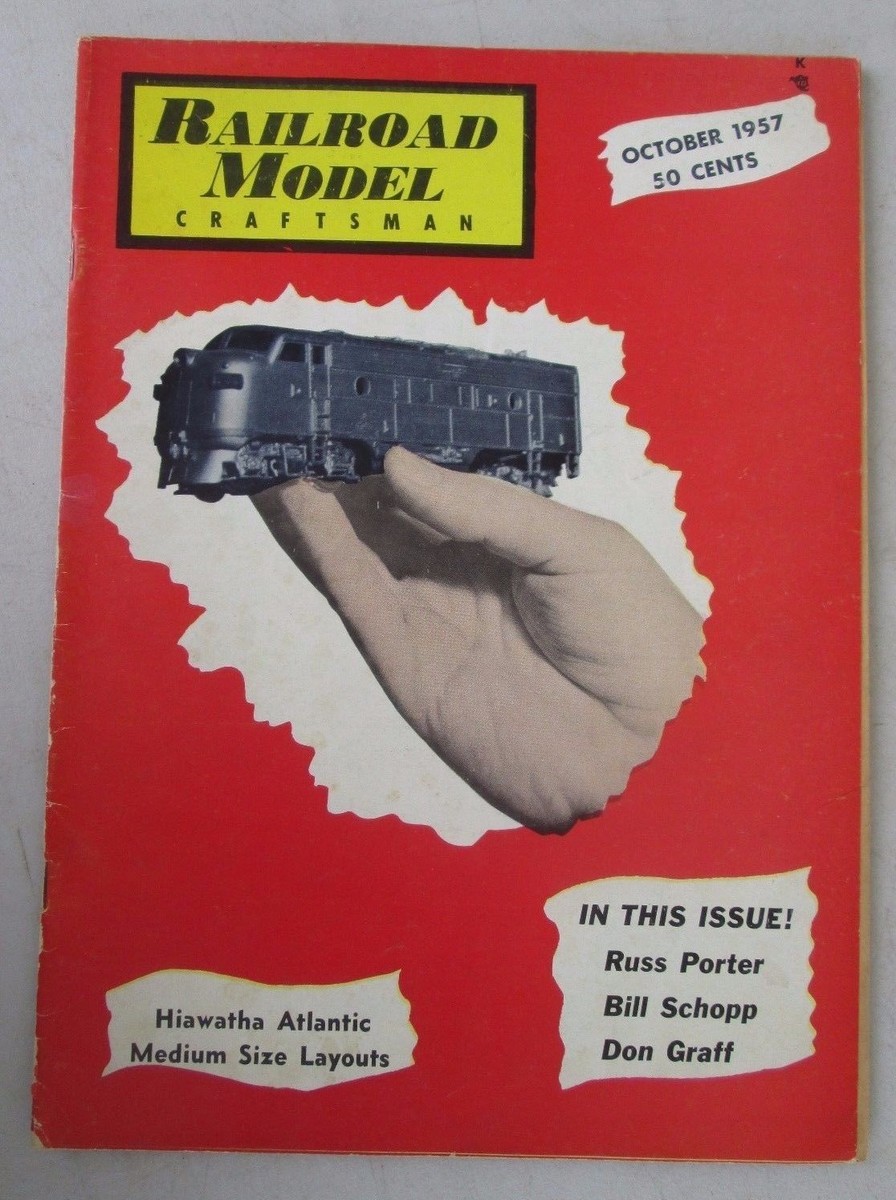 K
RAILROAD
MODEL
CRAFTSMAN
OCTOBER 1957
50 CENTS
IN THIS ISSUE!
Russ Porter
Bill Schopp
Don Graff
Hiawatha Atlantic
Medium Size Layouts